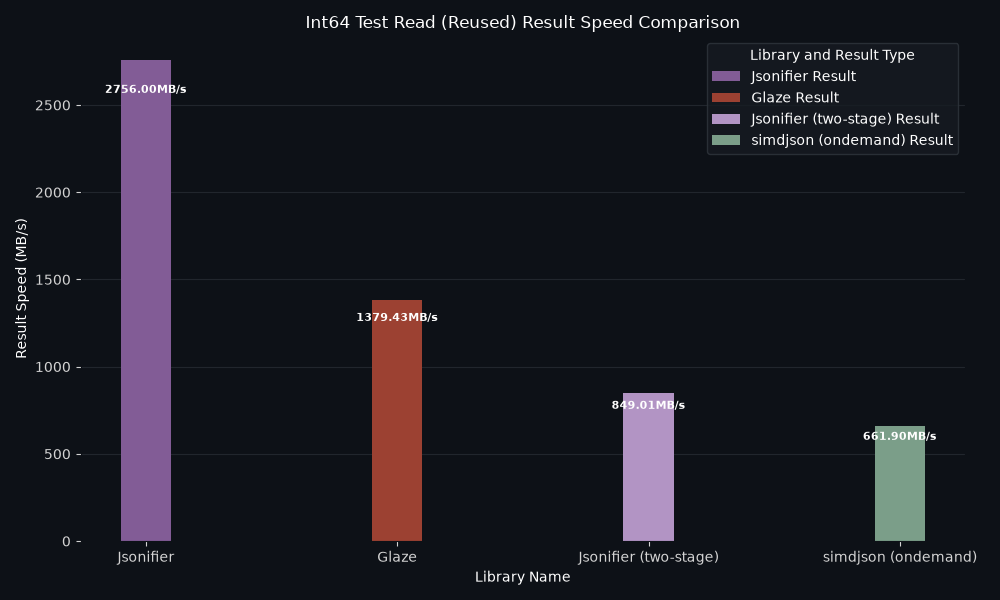 Int64 Test Read (Reused) Result Speed Comparison
Library and Result Type
Jsonifier Result
Glaze Result
Jsonifier (two-stage) Result
simdjson (ondemand) Result
Result Speed (MB/s)
2500
2000
1500
1000
500
0
2756.00MB/s
1379.43MB/s
849.01MB/s
661.90MB/s
Jsonifier
Glaze
Jsonifier (two-stage)
simdjson (ondemand)
Library Name